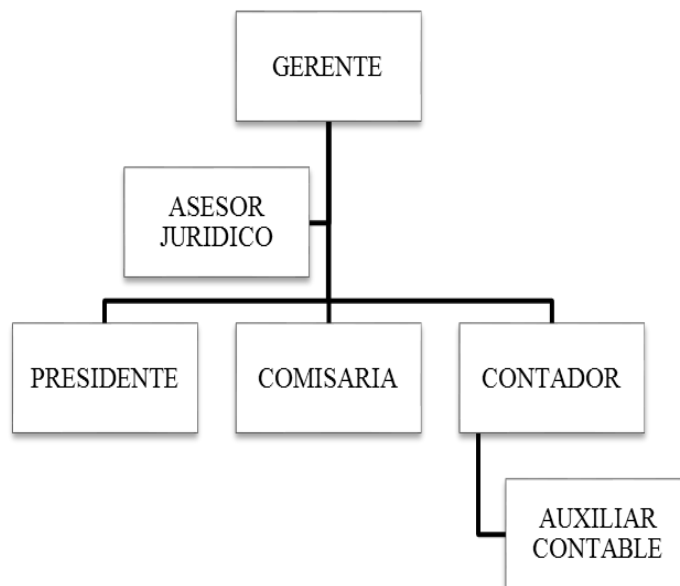 GERENTE
ASESOR
JURIDICO
PRESIDENTE
COMISARIA
CONTADOR
AUXILIAR
CONTABLE